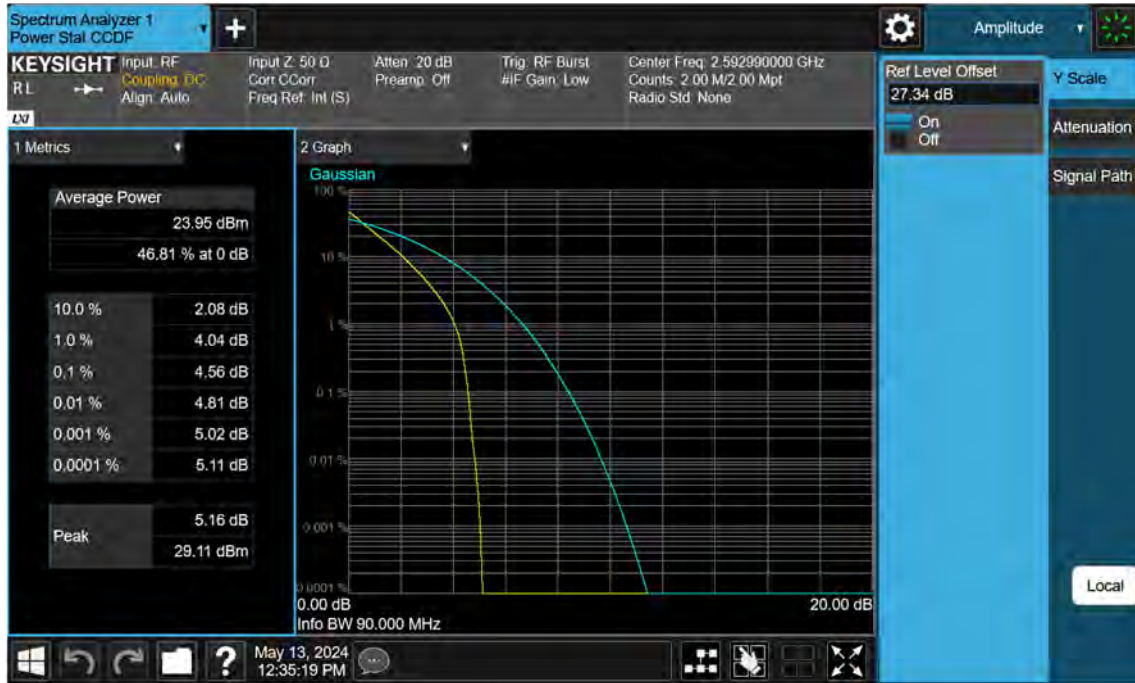 Spectrum Analyzer 1
Power Stat CCDF
+
Amplitude
KEYSIGHT
RL
LXI
Input: RF
Coupling: DC
Align: Auto
Input Z: 50 Ω
Corr CCorr
Freq Ref: Int (S)
Atten: 20 dB
Preamp: Off
Trig: RF Burst
#IF Gain: Low
Center Freq: 2.592990000 GHz
Counts: 2.00 M/2.00 Mpt
Radio Std: None
Ref Level Offset
27.34 dB
On
Off
Y Scale
Attenuation
Signal Path
1 Metrics
Average Power
23.95 dBm
46.81 % at 0 dB
10.0 % 2.08 dB
1.0 % 4.04 dB
0.1 % 4.56 dB
0.01 % 4.81 dB
0.001 % 5.02 dB
0.0001 % 5.11 dB
Peak
5.16 dB
29.11 dBm
2 Graph
Gaussian
100 %
10 %
1 %
0.1 %
0.01 %
0.001 %
0.0001 %
0.00 dB 20.00 dB
Info BW 90.000 MHz
Local
?
May 13, 2024
12:35:19 PM